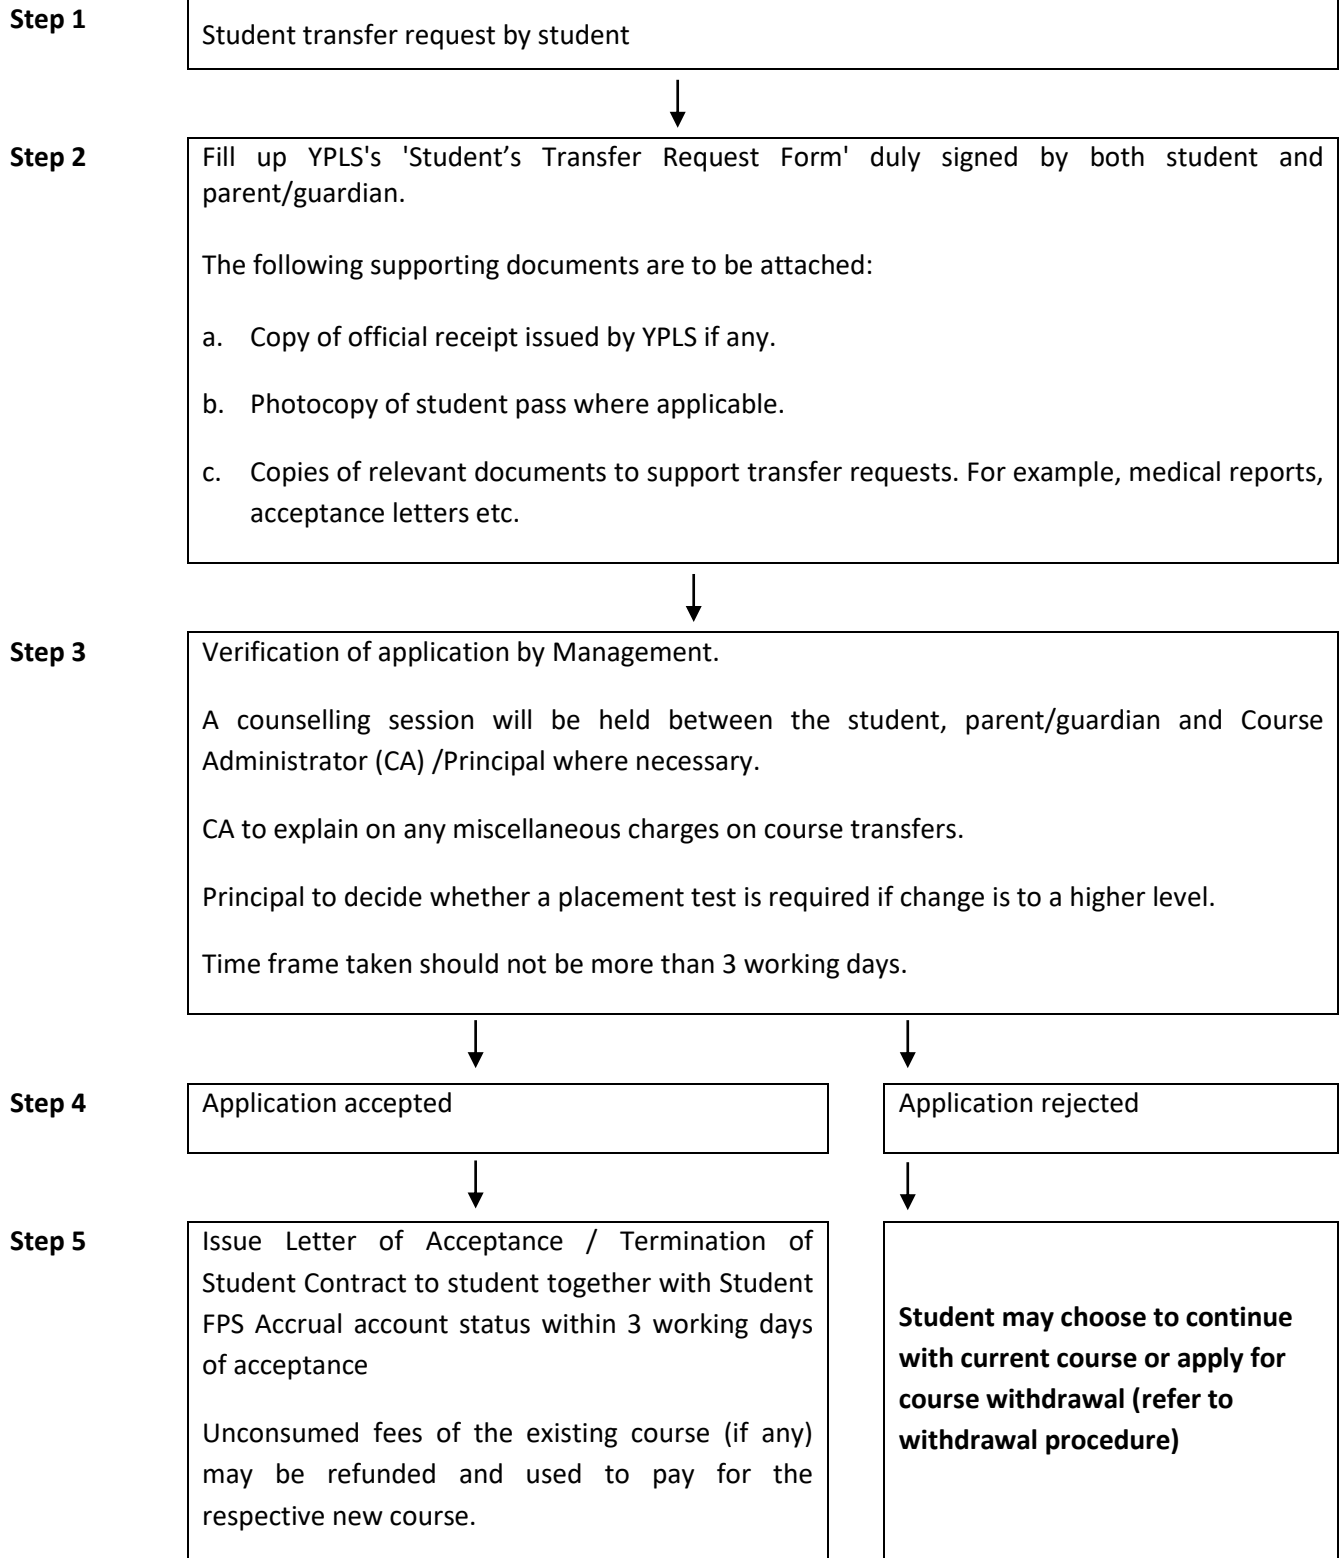 Step 1
Student transfer request by student
Step 2
Fill up YPLS's 'Student’s Transfer Request Form' duly signed by both student and
parent/guardian.
The following supporting documents are to be attached:
a. Copy of official receipt issued by YPLS if any.
b. Photocopy of student pass where applicable.
c. Copies of relevant documents to support transfer requests. For example, medical reports,
acceptance letters etc.
Step 3
Verification of application by Management.
A counselling session will be held between the student, parent/guardian and Course
Administrator (CA) /Principal where necessary.
CA to explain on any miscellaneous charges on course transfers.
Principal to decide whether a placement test is required if change is to a higher level.
Time frame taken should not be more than 3 working days.
Step 4
Application accepted
Application rejected
Step 5
Issue Letter of Acceptance / Termination of
Student Contract to student together with Student
FPS Accrual account status within 3 working days
of acceptance
Unconsumed fees of the existing course (if any)
may be refunded and used to pay for the
respective new course.
Student may choose to continue
with current course or apply for
course withdrawal (refer to
withdrawal procedure)